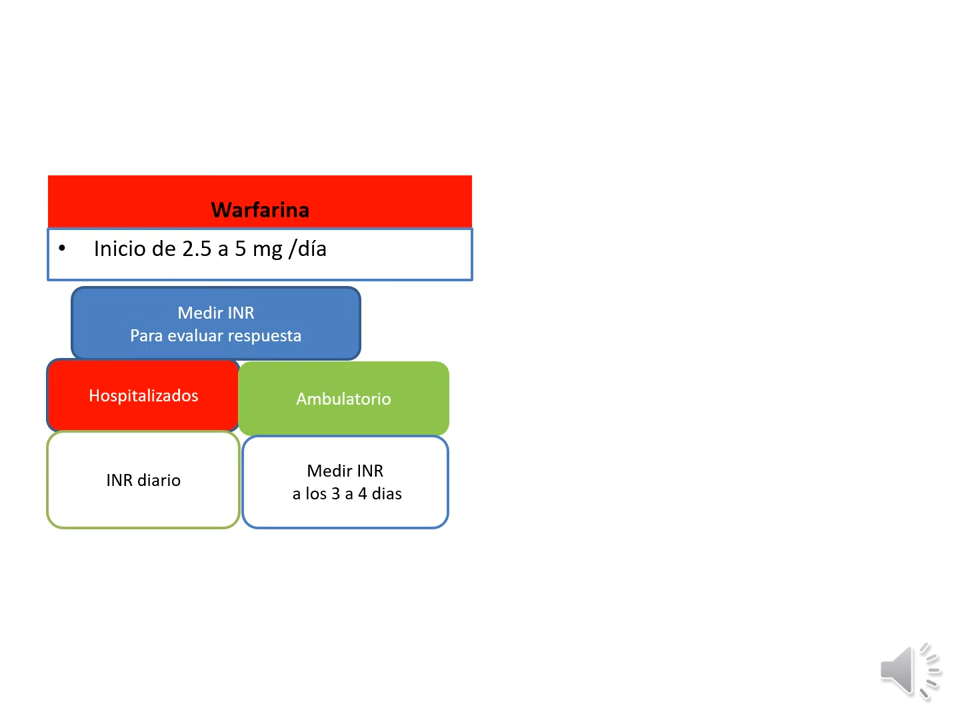 Warfarina
• Inicio de 2.5 a 5 mg /día
Medir INR
Para evaluar respuesta
Hospitalizados
Ambulatorio
INR diario
Medir INR
a los 3 a 4 dias